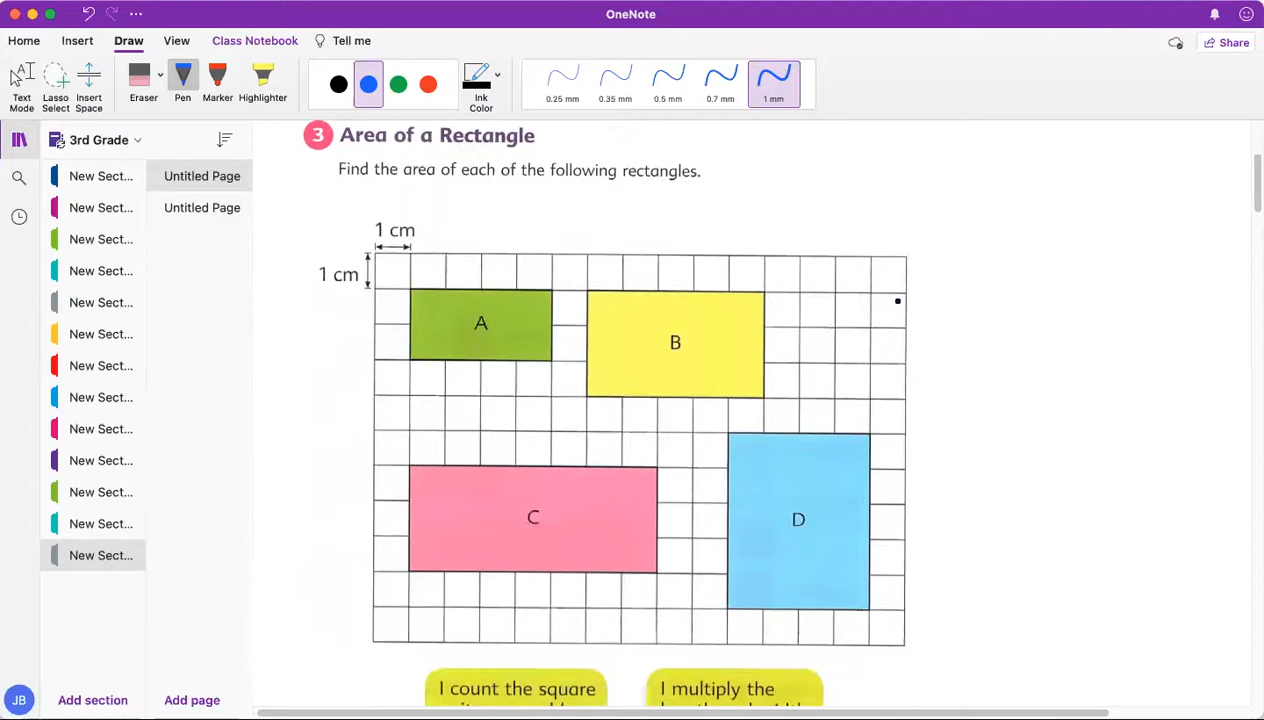 OneNote
Home Insert Draw View Class Notebook Tell me
Share
Text Mode
Lasso Select
Insert Space
Eraser
Pen
Marker
Highlighter
Ink Color
0.25 mm
0.35 mm
0.5 mm
0.7 mm
1 mm
3rd Grade
New Sect...
New Sect...
New Sect...
New Sect...
New Sect...
New Sect...
New Sect...
New Sect...
New Sect...
New Sect...
New Sect...
New Sect...
New Sect...
Untitled Page
Untitled Page
3 Area of a Rectangle
Find the area of each of the following rectangles.
1 cm
1 cm
A
B
C
D
I count the square
I multiply the
JB
Add section
Add page